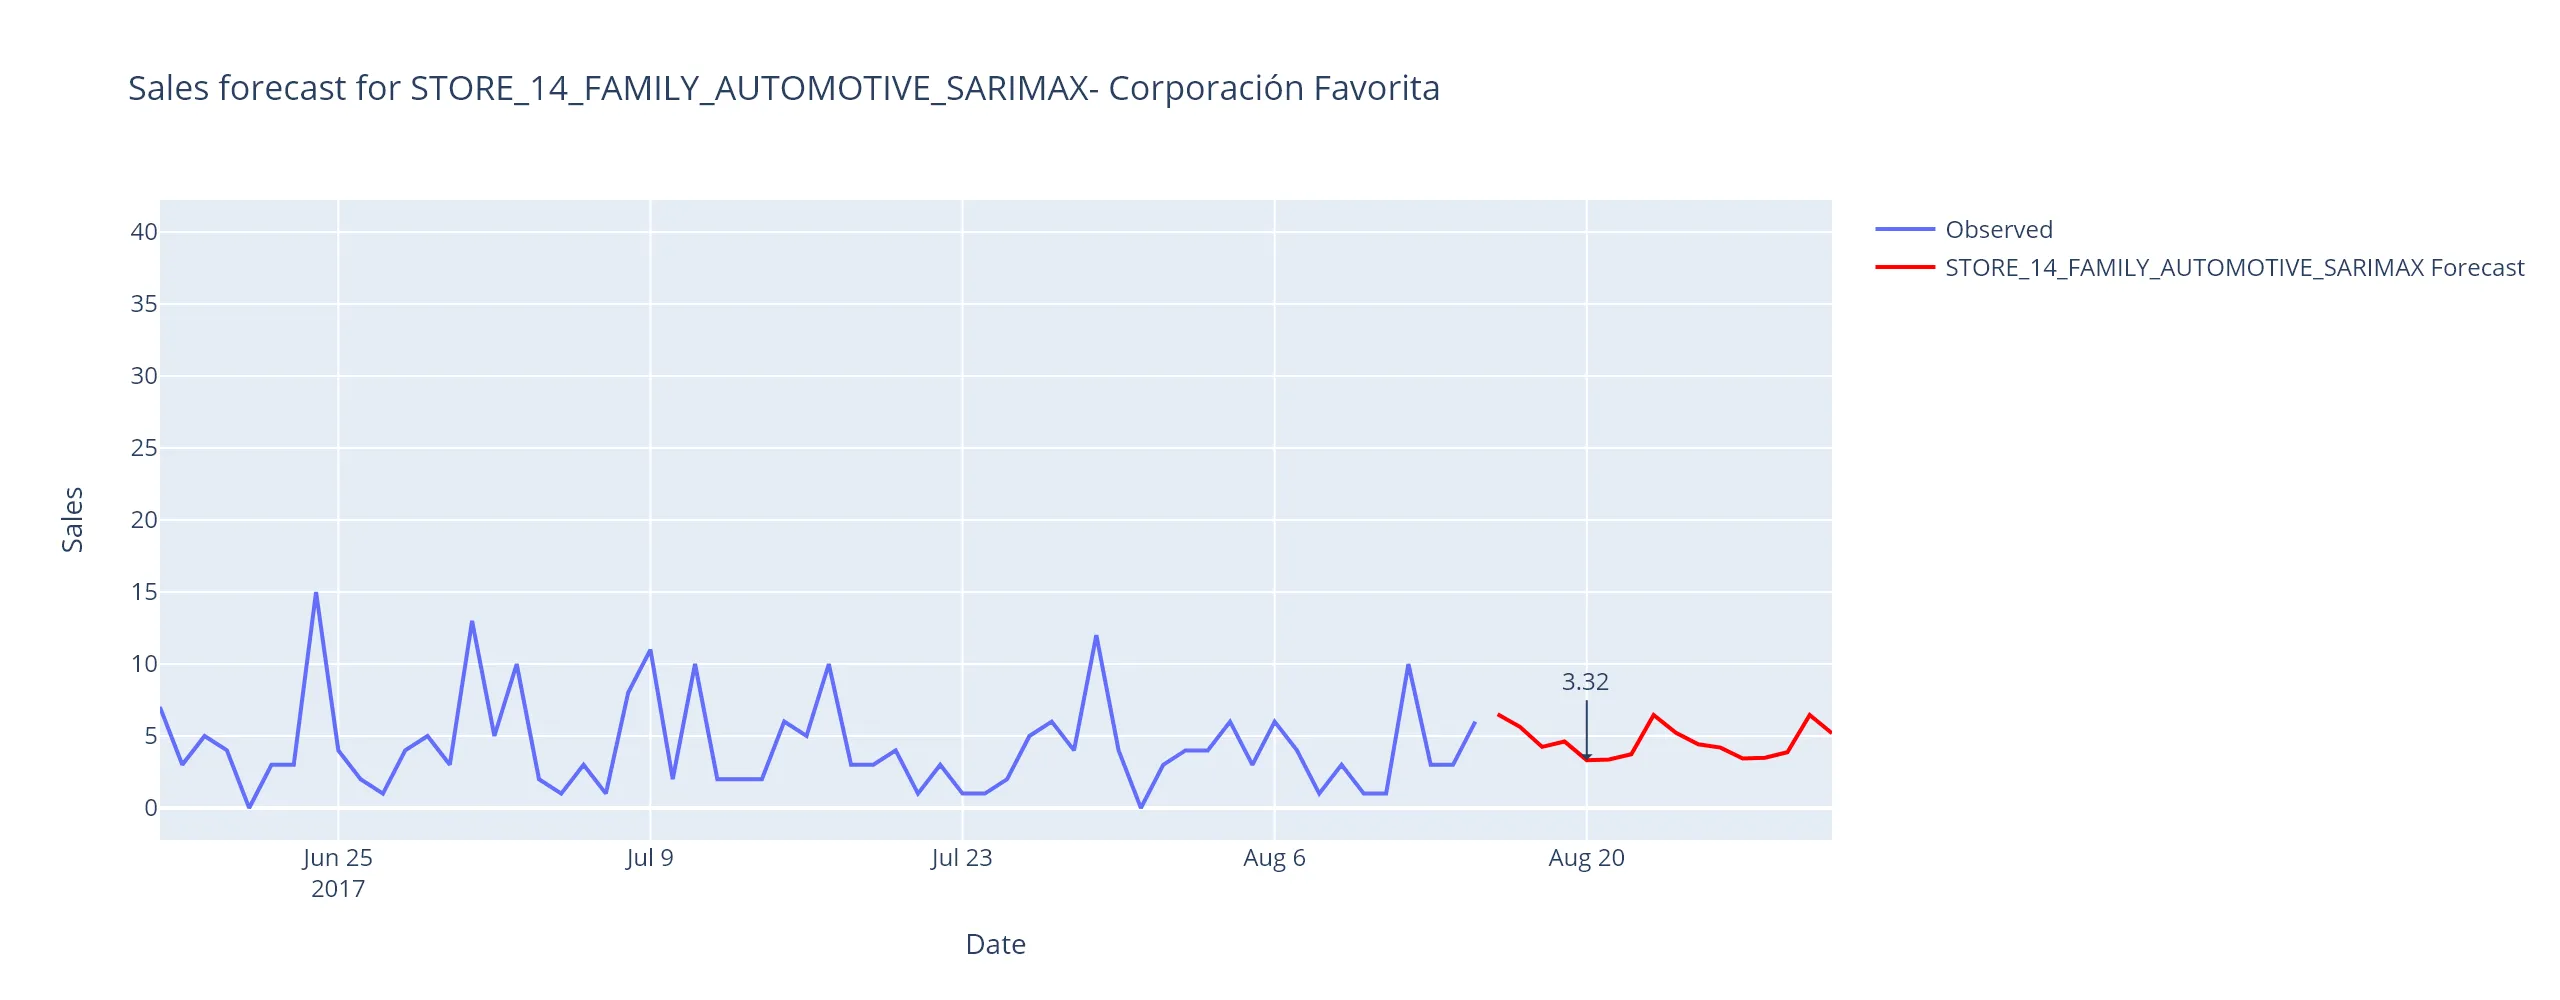 Sales forecast for STORE_14_FAMILY_AUTOMOTIVE_SARIMAX- Corporación Favorita
Observed
STORE_14_FAMILY_AUTOMOTIVE_SARIMAX Forecast
40
35
30
25
20
15
10
5
0
Sales
3.32
Jun 25
2017
Jul 9
Jul 23
Aug 6
Aug 20
Date